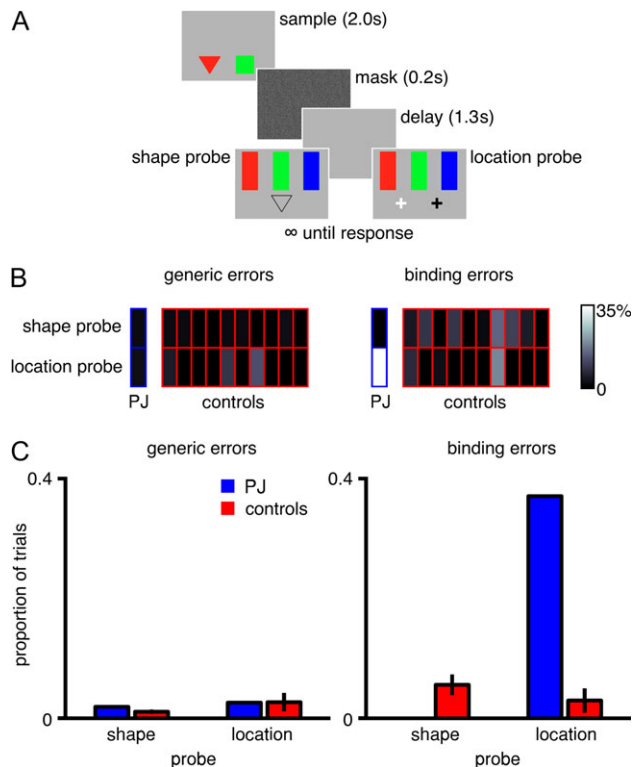 A
sample (2.0s)
mask (0.2s)
delay (1.3s)
shape probe
location probe
+ +
∞ until response
B
generic errors
binding errors
shape probe
location probe
PJ
controls
PJ
controls
35%
0
C
generic errors
binding errors
0.4
0
proportion of trials
PJ
controls
shape
location
probe
0.4
0
shape
location
probe